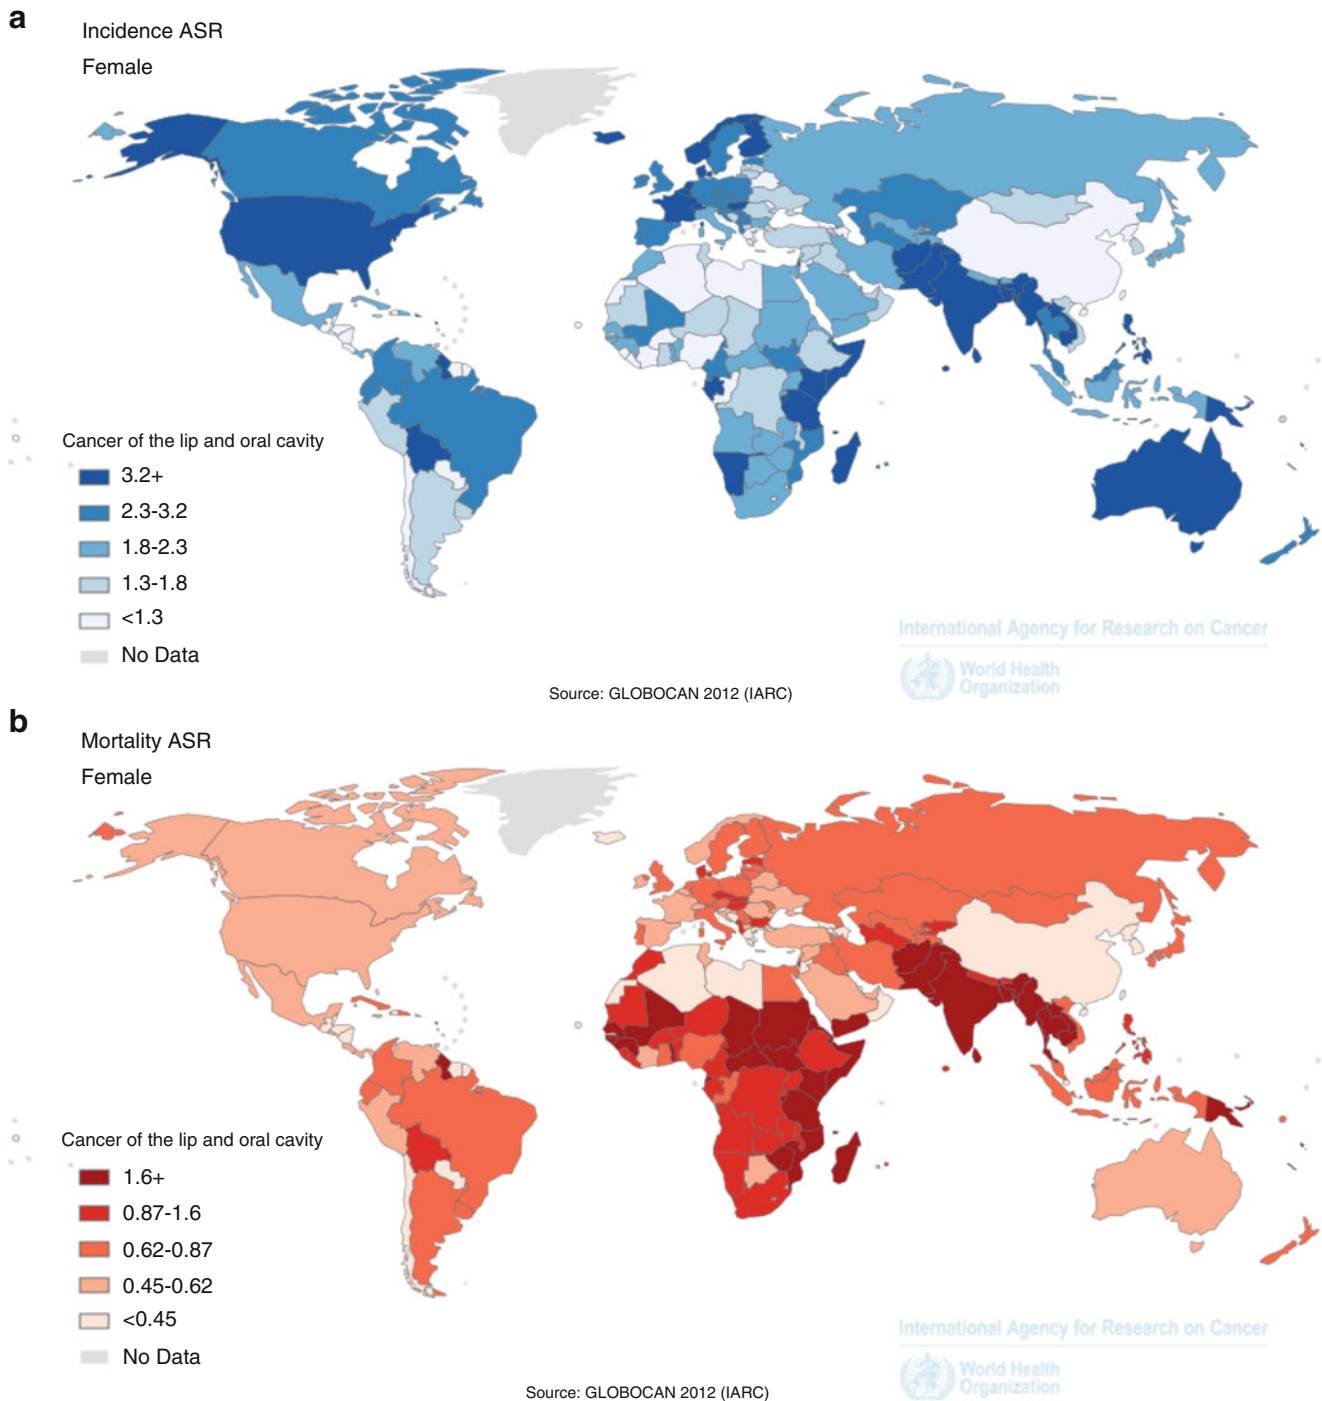 a
Incidence ASR
Female
Cancer of the lip and oral cavity
3.2+
2.3-3.2
1.8-2.3
1.3-1.8
<1.3
No Data
International Agency for Research on Cancer
World Health
Organization
Source: GLOBOCAN 2012 (IARC)
b
Mortality ASR
Female
Cancer of the lip and oral cavity
1.6+
0.87-1.6
0.62-0.87
0.45-0.62
<0.45
No Data
International Agency for Research on Cancer
World Health
Organization
Source: GLOBOCAN 2012 (IARC)